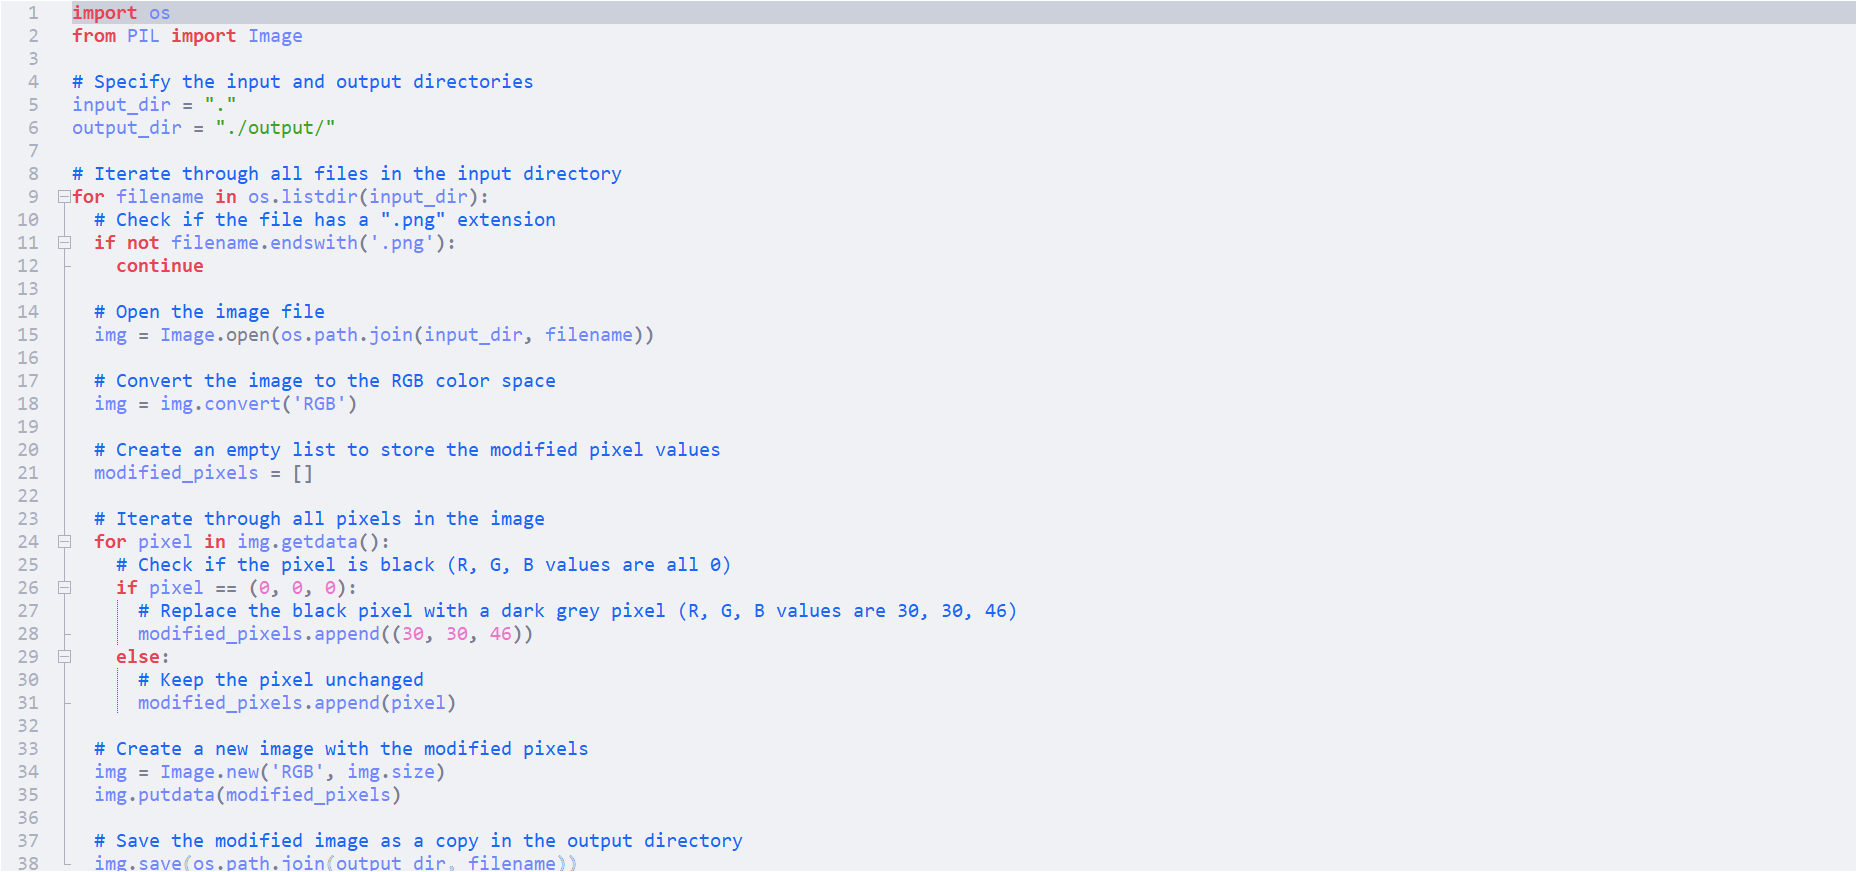 1 import os
2 from PIL import Image
3
4 # Specify the input and output directories
5 input_dir = "."
6 output_dir = "./output/"
7
8 # Iterate through all files in the input directory
9 for filename in os.listdir(input_dir):
10   # Check if the file has a ".png" extension
11   if not filename.endswith('.png'):
12     continue
13
14   # Open the image file
15   img = Image.open(os.path.join(input_dir, filename))
16
17   # Convert the image to the RGB color space
18   img = img.convert('RGB')
19
20   # Create an empty list to store the modified pixel values
21   modified_pixels = []
22
23   # Iterate through all pixels in the image
24   for pixel in img.getdata():
25     # Check if the pixel is black (R, G, B values are all 0)
26     if pixel == (0, 0, 0):
27       # Replace the black pixel with a dark grey pixel (R, G, B values are 30, 30, 46)
28       modified_pixels.append((30, 30, 46))
29     else:
30       # Keep the pixel unchanged
31       modified_pixels.append(pixel)
32
33   # Create a new image with the modified pixels
34   img = Image.new('RGB', img.size)
35   img.putdata(modified_pixels)
36
37   # Save the modified image as a copy in the output directory
38   img.save(os.path.join(output_dir, filename))